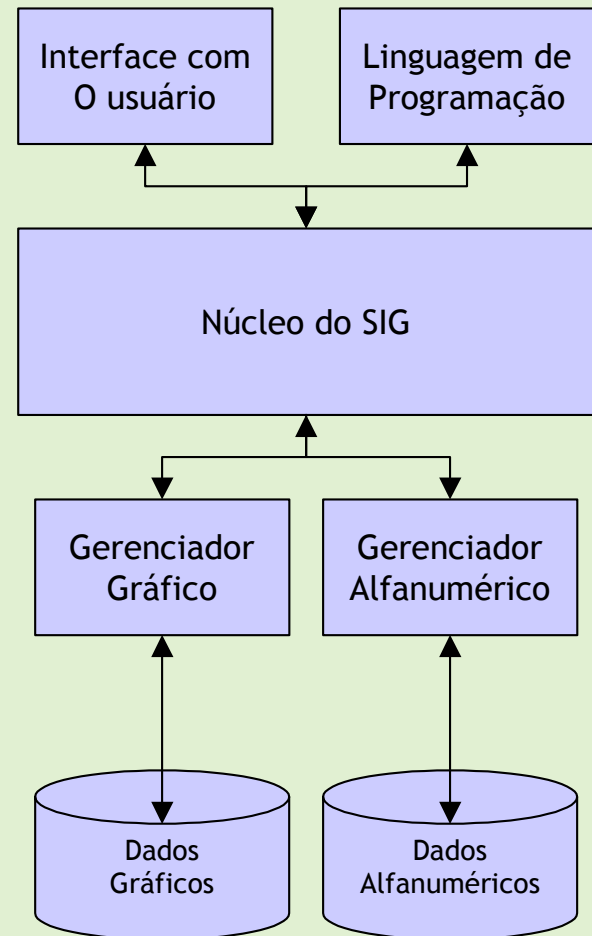 Interface com
O usuário
Linguagem de
Programação
Núcleo do SIG
Gerenciador
Gráfico
Gerenciador
Alfanumérico
Dados
Gráficos
Dados
Alfanuméricos